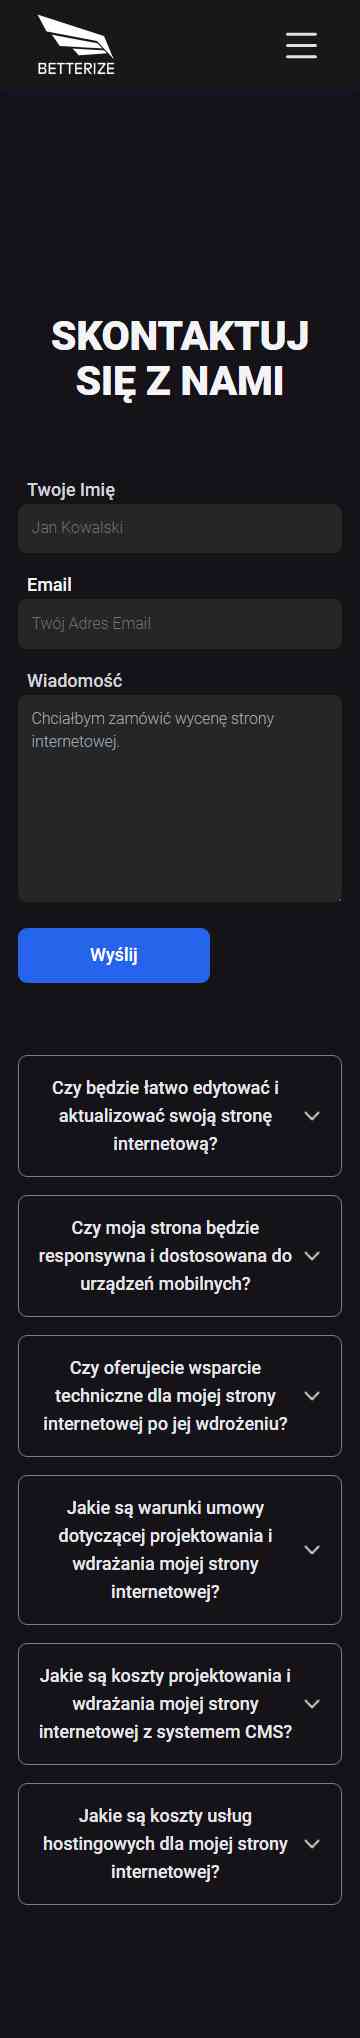 BETTERIZE
SKONTAKTUJ
SIĘ Z NAMI
Twoje Imię
Jan Kowalski
Email
Twój Adres Email
Wiadomość
Chciałbym zamówić wycenę strony
internetowej.
Wyślij
Czy będzie łatwo edytować i
aktualizować swoją stronę
internetową?
Czy moja strona będzie
responsywna i dostosowana do
urządzeń mobilnych?
Czy oferujecie wsparcie
techniczne dla mojej strony
internetowej po jej wdrożeniu?
Jakie są warunki umowy
dotyczącej projektowania i
wdrażania mojej strony
internetowej?
Jakie są koszty projektowania i
wdrażania mojej strony
internetowej z systemem CMS?
Jakie są koszty usług
hostingowych dla mojej strony
internetowej?